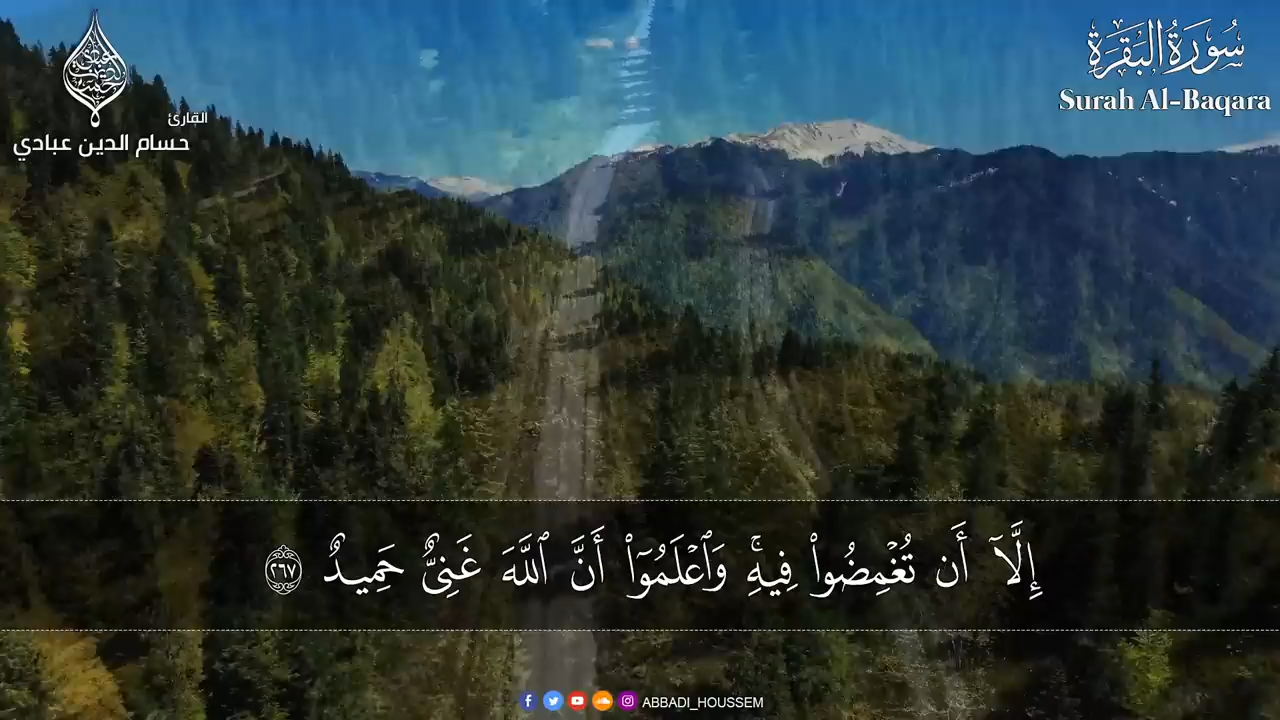 سُورَةُ البَقَرَةِ
Surah Al-Baqara
القارئ
حسام الدين عبادي
إِلَّآ أَن تُغْمِضُوا۟ فِيهِ ۚ وَٱعْلَمُوٓا۟ أَنَّ ٱللَّهَ غَنِىٌّ حَمِيدٌ ٢٦٧
ABBADI_HOUSSEM